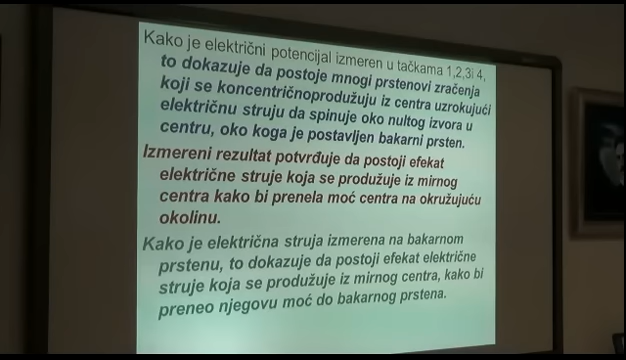 Kako je električni potencijal izmeren u tačkama 1,2,3i 4,
to dokazuje da postoje mnogi prstenovi zračenja
koji se koncentričnoprodužuju iz centra uzrokujući
električnu struju da spinuje oko nultog izvora u
centru, oko koga je postavljen bakarni prsten.
Izmereni rezultat potvrđuje da postoji efekat
električne struje koja se produžuje iz mirnog
centra kako bi prenela moć centra na okružujuću
okolinu.
Kako je električna struja izmerena na bakarnom
prstenu, to dokazuje da postoji efekat električne
struje koja se produžuje iz mirnog centra, kako bi
preneo njegovu moć do bakarnog prstena.